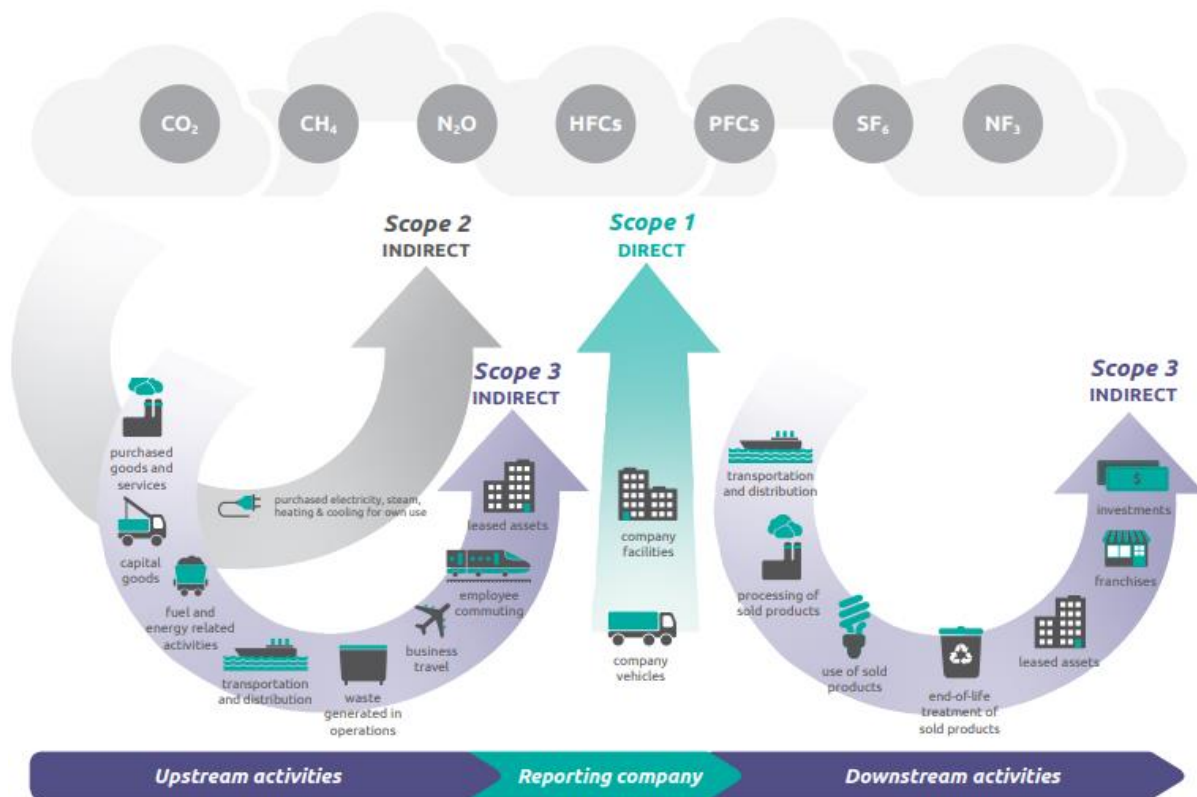 CO₂
CH₄
N₂O
HFCs
PFCs
SF₆
NF₃
Scope 2
INDIRECT
Scope 1
DIRECT
Scope 3
INDIRECT
Scope 3
INDIRECT
purchased
goods and
services
capital
goods
fuel and
energy related
activities
purchased electricity, steam,
heating & cooling for own use
transportation
and distribution
waste
generated in
operations
business
travel
employee
commuting
leased assets
company
facilities
company
vehicles
transportation
and distribution
processing of
sold products
use of sold
products
end-of-life
treatment of
sold products
leased assets
franchises
$
investments
Upstream activities
Reporting company
Downstream activities